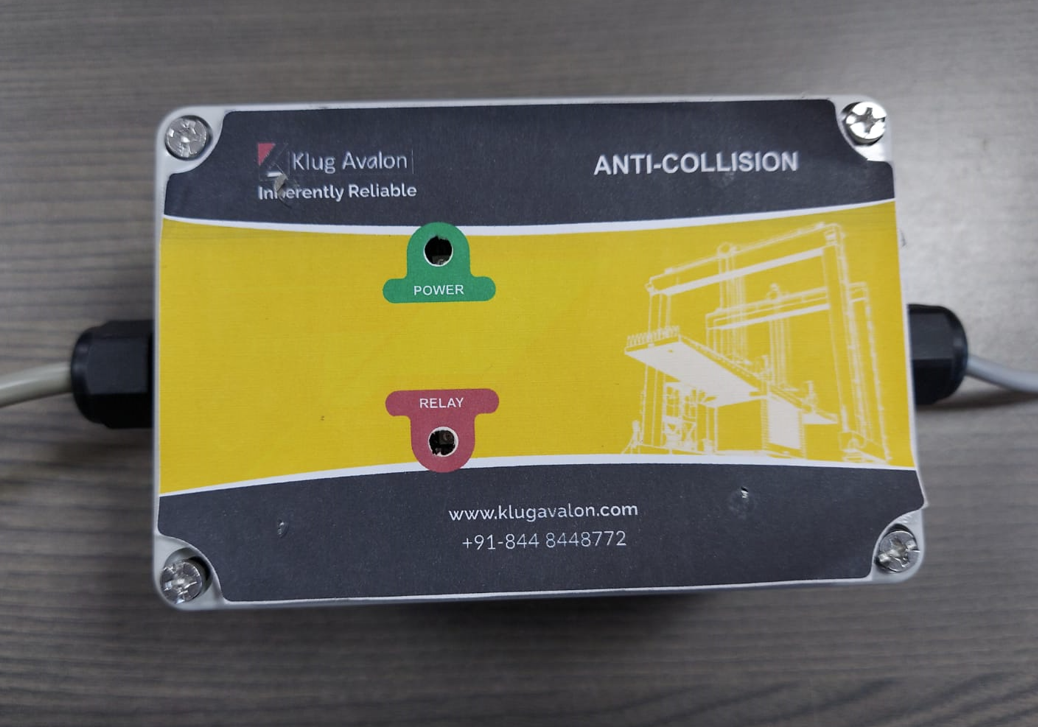 Klug Avalon
Inherently Reliable
ANTI-COLLISION
POWER
RELAY
www.klugavalon.com
+91-844 8448772